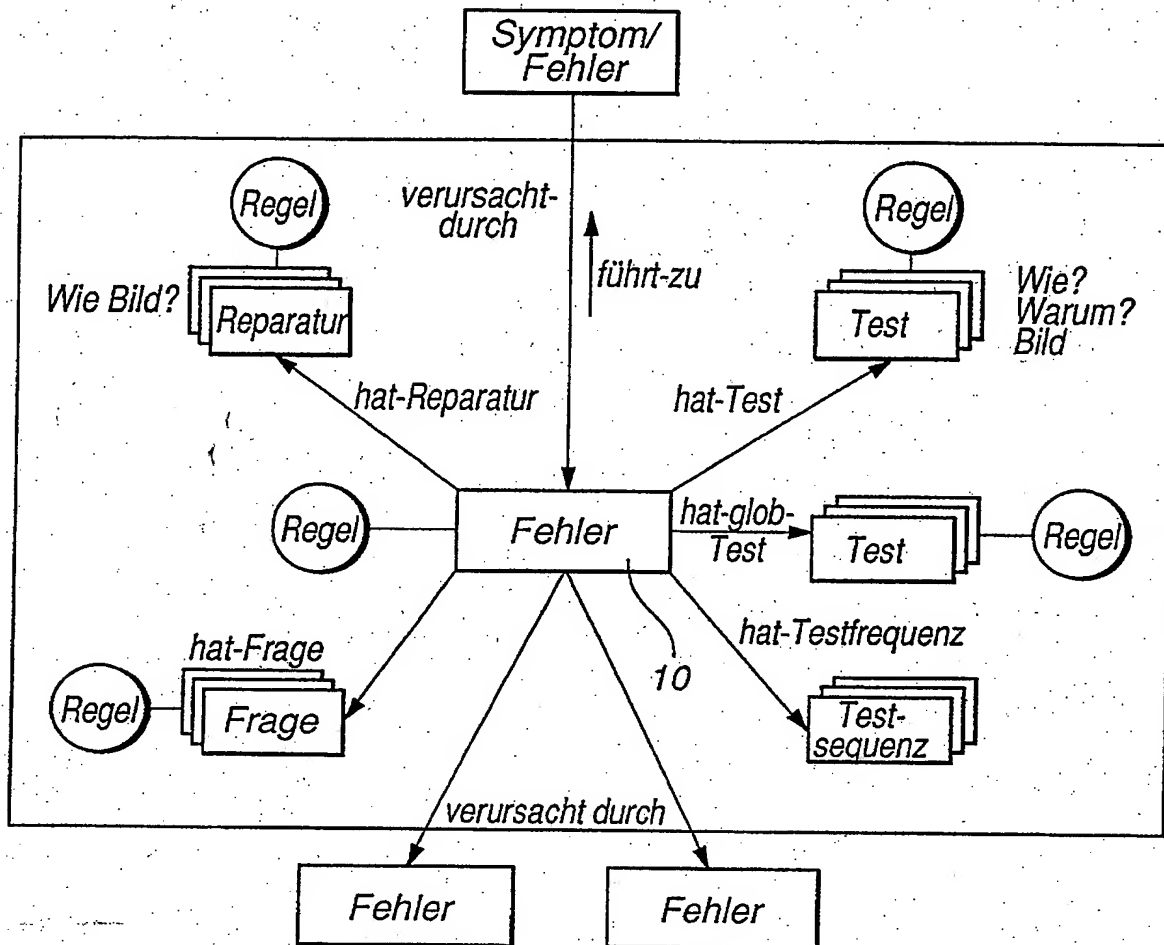 Symptom/
Fehler
Regel
verursacht-
durch
Regel
führt-zu
Wie Bild?
Reparatur
Test
Wie?
Warum?
Bild
hat-Reparatur
hat-Test
Regel
Fehler
hat-glob-
Test
Test
Regel
hat-Frage
hat-Testfrequenz
10
Regel
Frage
Test-
sequenz
verursacht durch
Fehler
Fehler